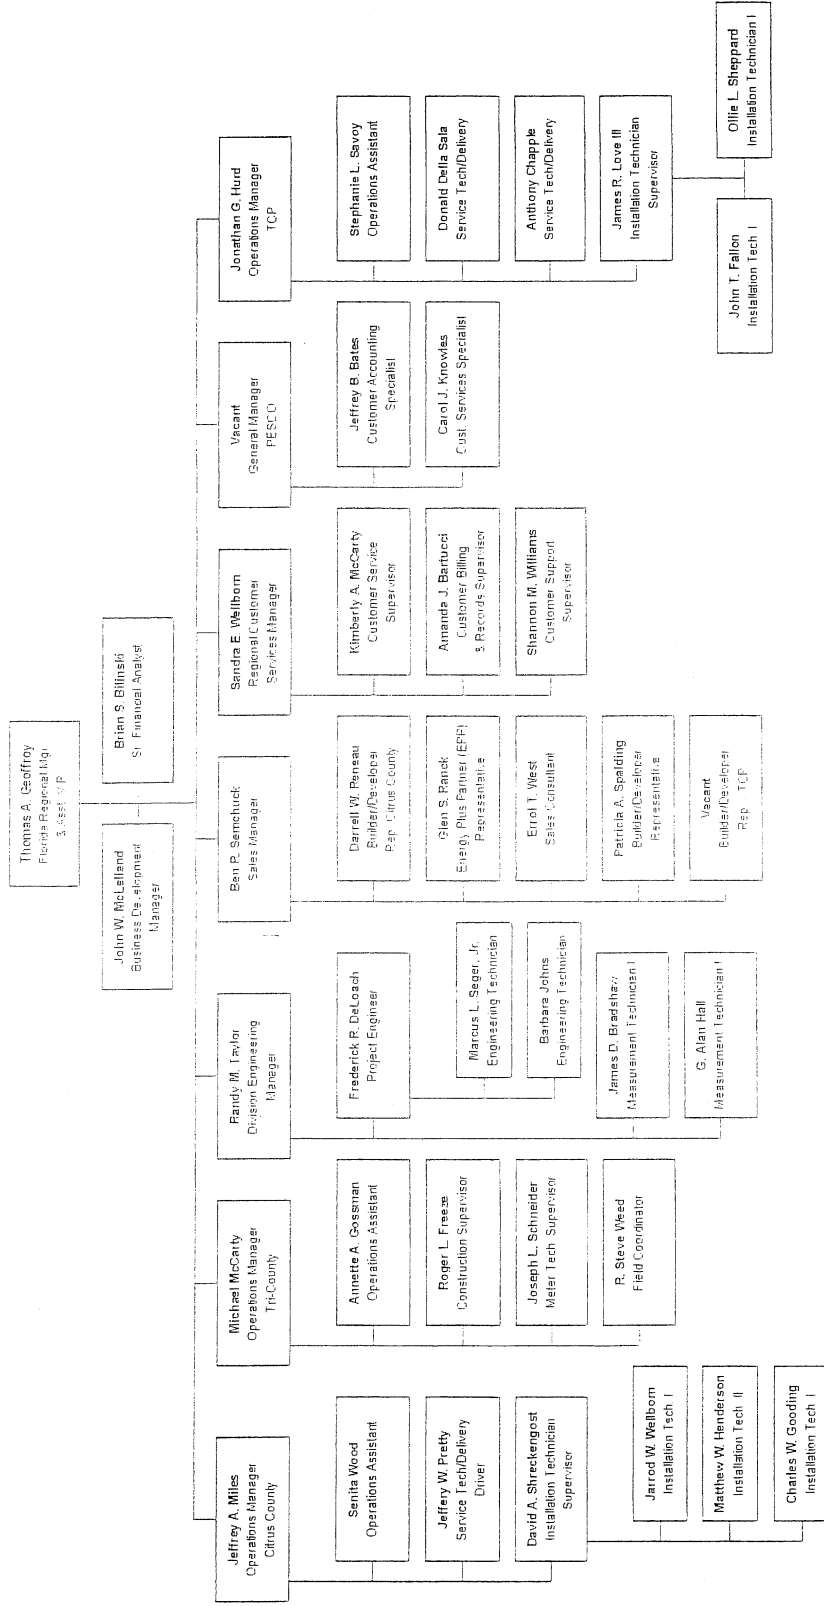 Thomas A. Geoffroy
Florida Regional Mgr
& Asst. V.P.
John W. McLelland
Business Development
Manager
Brian S. Bilinski
Sr. Financial Analyst
Jeffrey A. Miles
Operations Manager
Citrus County
Senita Wood
Operations Assistant
Jeffery W. Pretty
Service Tech/Delivery
Driver
David A. Shreckengost
Installation Technician
Supervisor
Jarrod W. Wellborn
Installation Tech I
Matthew W. Henderson
Installation Tech II
Charles W. Gooding
Installation Tech I
Michael McCarty
Operations Manager
Tri-County
Annette A. Gossman
Operations Assistant
Roger L. Freeze
Construction Supervisor
Joseph L. Schneider
Meter Tech. Supervisor
R. Steve Weed
Field Coordinator
Randy M. Taylor
Division Engineering
Manager
Frederick R. DeLoach
Project Engineer
Marcus L. Seger, Jr.
Engineering Technician
Barbara Johns
Engineering Technician
James D. Bradshaw
Measurement Technician I
G. Alan Hall
Measurement Technician I
Ben R. Semchuck
Sales Manager
Darrell W. Peneau
Builder/Developer
Rep. Citrus County
Glen S. Ranck
Energy Plus Partner (EPP)
Representative
Errol T. West
Sales Consultant
Patricia A. Spalding
Builder/Developer
Representative
Vacant
Builder/Developer
Rep. TCP
Sandra E. Wellborn
Regional Customer
Services Manager
Kimberly A. McCarty
Customer Service
Supervisor
Amanda J. Bartucci
Customer Billing
& Records Supervisor
Shannon M. Williams
Customer Support
Supervisor
Vacant
General Manager
PESCO
Jeffrey B. Bates
Customer Accounting
Specialist
Carol J. Knowles
Cust. Services Specialist
Jonathan G. Hurd
Operations Manager
TCP
Stephanie L. Savoy
Operations Assistant
Donald Della Sala
Service Tech/Delivery
Anthony Chapple
Service Tech/Delivery
James R. Love III
Installation Technician
Supervisor
John T. Fallon
Installation Tech I
Ollie L. Sheppard
Installation Technician I